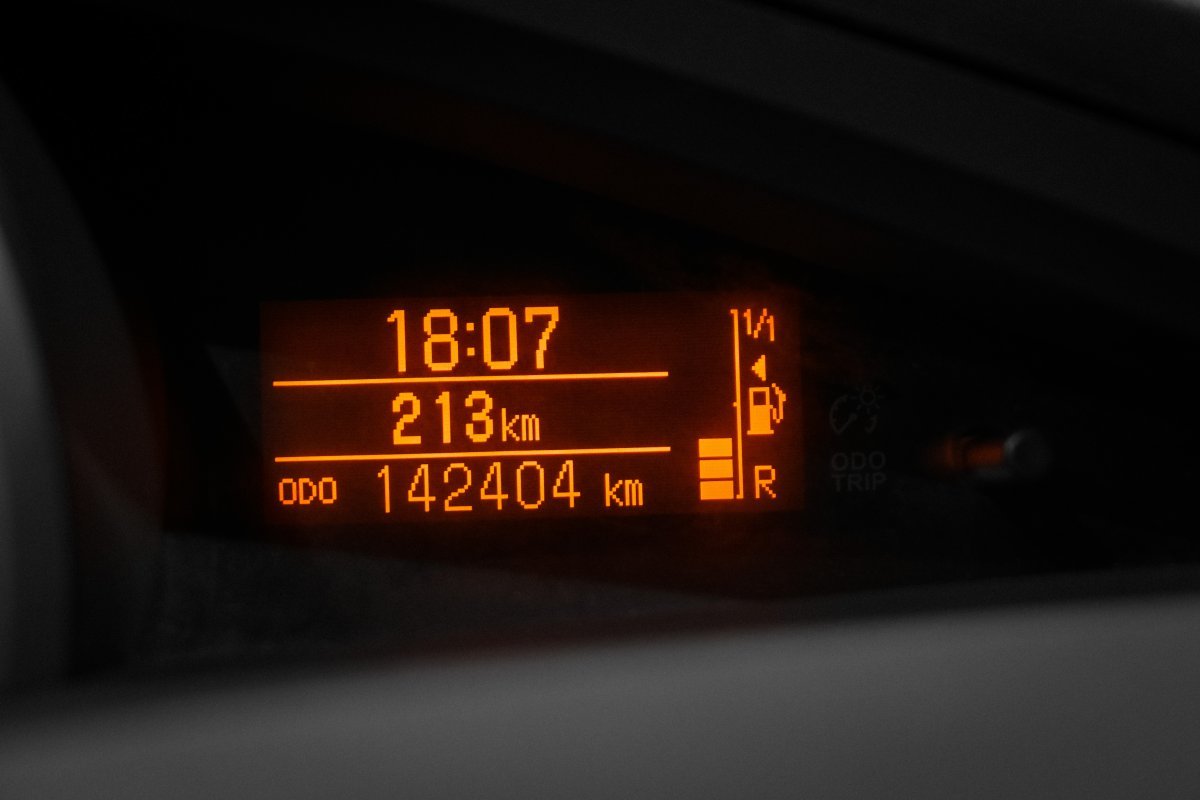 18:07
213km
ODO 142404 km
1/1
R
ODO
TRIP